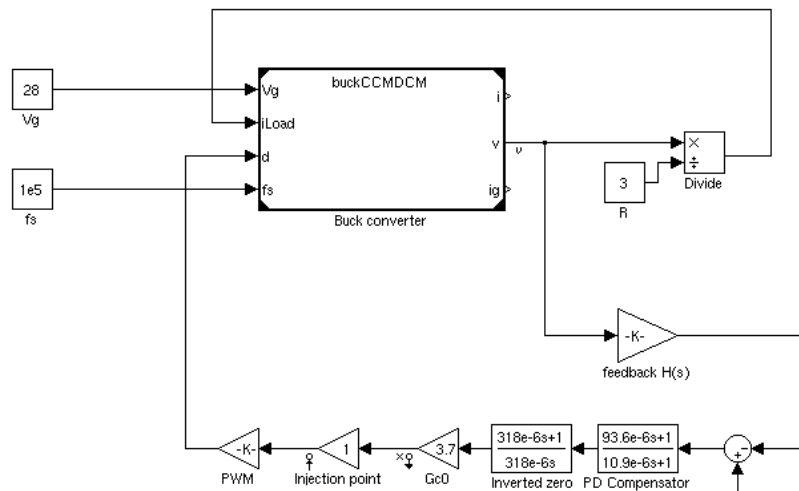 buckCCMDCM
28
Vg
Vg
iLoad
d
fs
i
v
v
ig
1e5
fs
Buck converter
×
÷
Divide
3
R
-K-
feedback H(s)
-K-
PWM
1
Injection point
×
3.7
Gc0
318e-6s+1
318e-6s
Inverted zero
93.6e-6s+1
10.9e-6s+1
PD Compensator
-
+